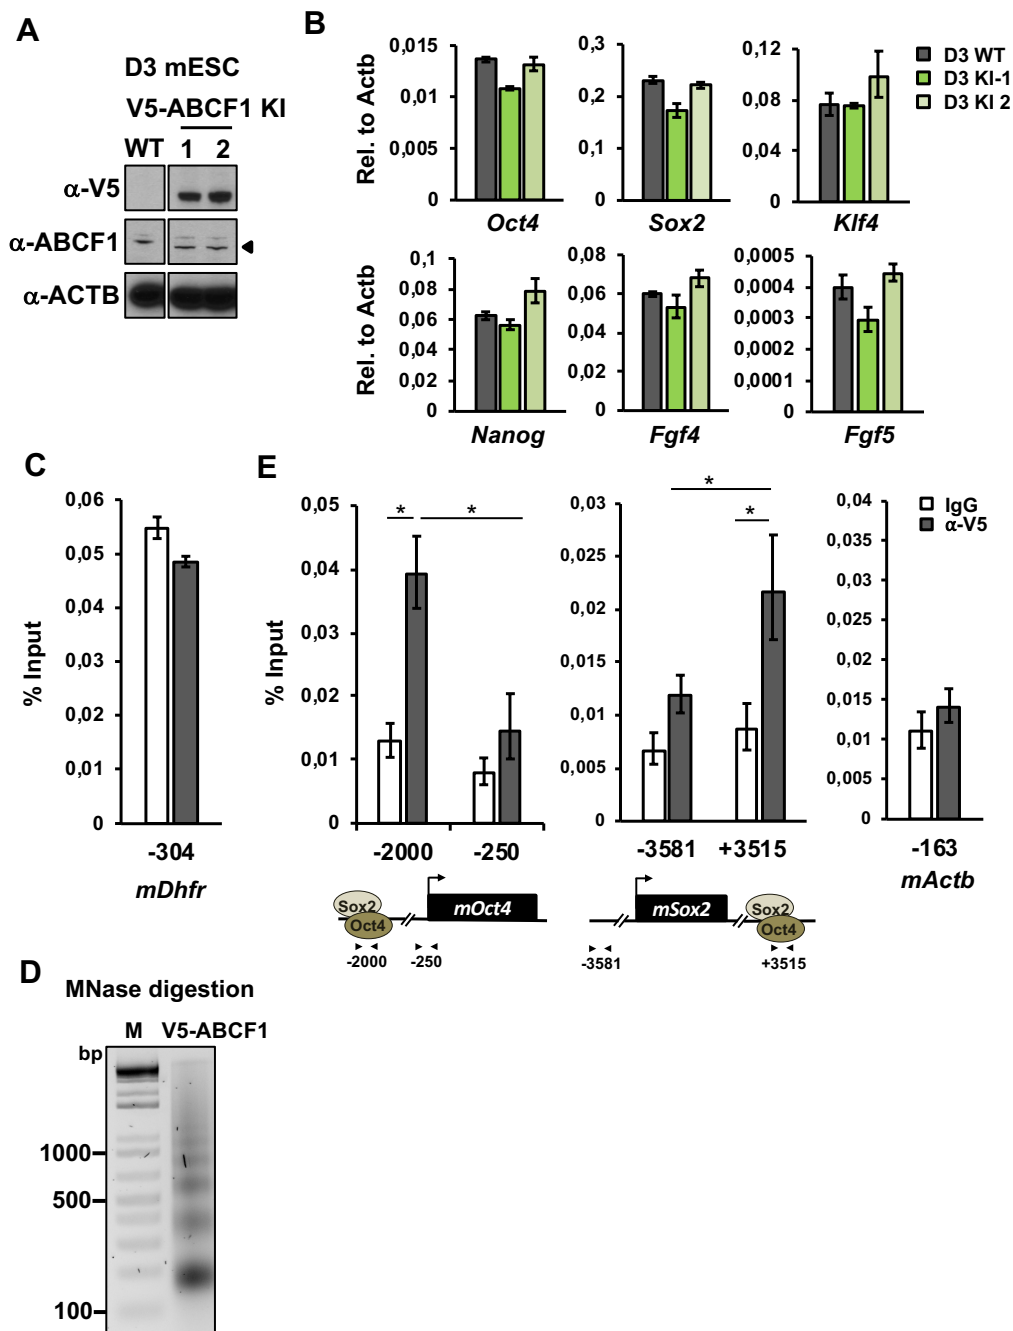 A
D3 mESC
V5-ABCF1 KI
WT 1 2
α-V5
α-ABCF1
α-ACTB
B
Rel. to Actb
0,015
0,01
0,005
0
Oct4
0,3
0,2
0,1
0
Sox2
0,12
0,08
0,04
0
Klf4
D3 WT
D3 KI-1
D3 KI 2
Rel. to Actb
0,1
0,08
0,06
0,04
0,02
0
Nanog
0,08
0,06
0,04
0,02
0
Fgf4
0,0005
0,0004
0,0003
0,0002
0,0001
0
Fgf5
C
% Input
0,06
0,05
0,04
0,03
0,02
0,01
0
-304
mDhfr
E
% Input
0,05
0,04
0,03
0,02
0,01
0
* *
-2000 -250
Sox2
Oct4
mOct4
-2000 -250
0,03
0,025
0,02
0,015
0,01
0,005
0
*
*
-3581 +3515
mSox2
Sox2
Oct4
-3581 +3515
0,04
0,035
0,03
0,025
0,02
0,015
0,01
0,005
0
IgG
α-V5
-163
mActb
D
MNase digestion
M V5-ABCF1
bp
1000
500
100